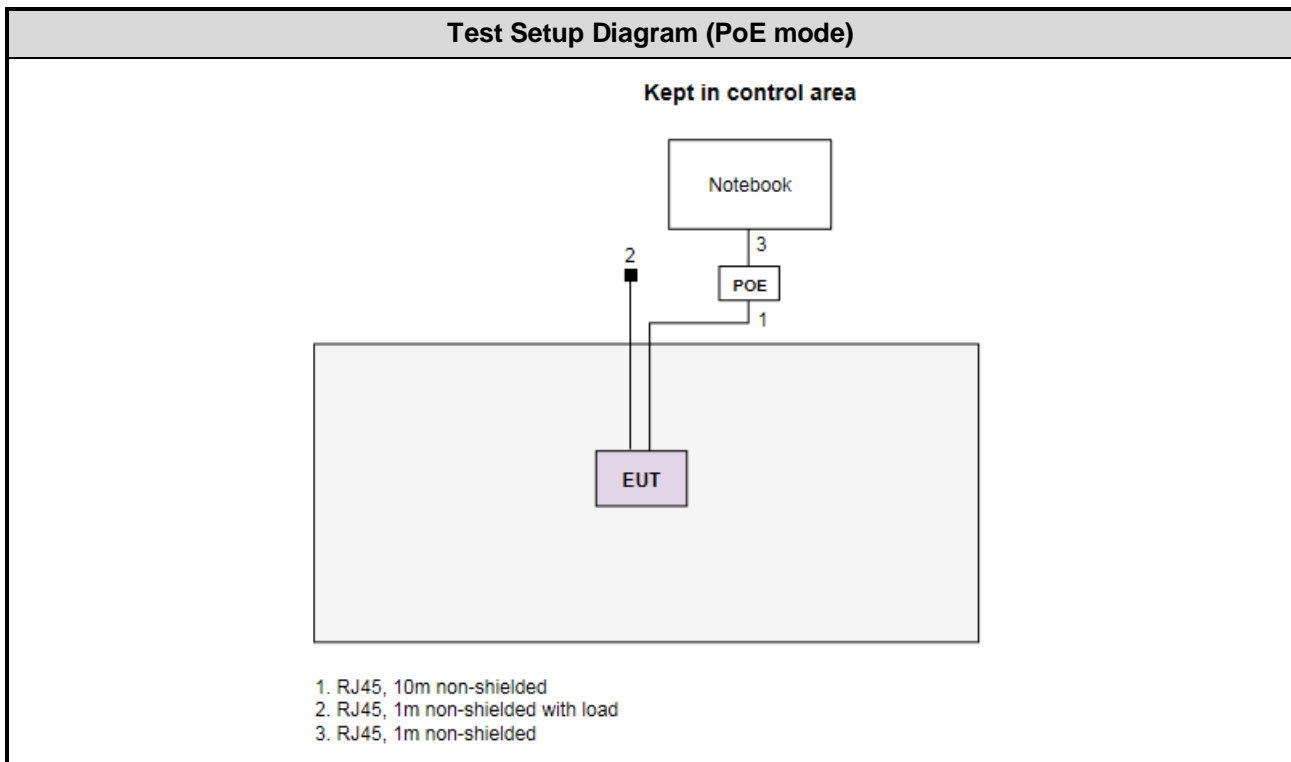 Test Setup Diagram (PoE mode)
Kept in control area
Notebook
3
2
POE
1
EUT
1. RJ45, 10m non-shielded
2. RJ45, 1m non-shielded with load
3. RJ45, 1m non-shielded